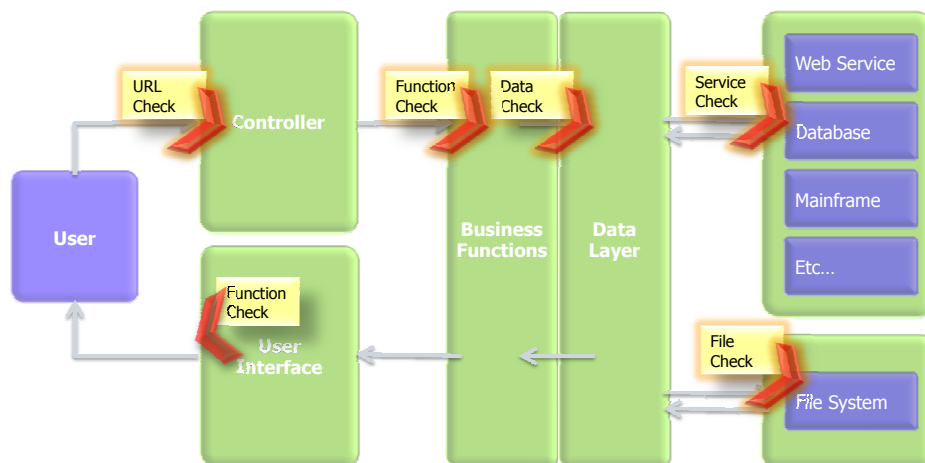 URL
Check
Controller
Function
Check
Data
Check
Service
Check
Web Service
Database
Mainframe
Etc...
User
Business
Functions
Data
Layer
Function
Check
User
Interface
File
Check
File System